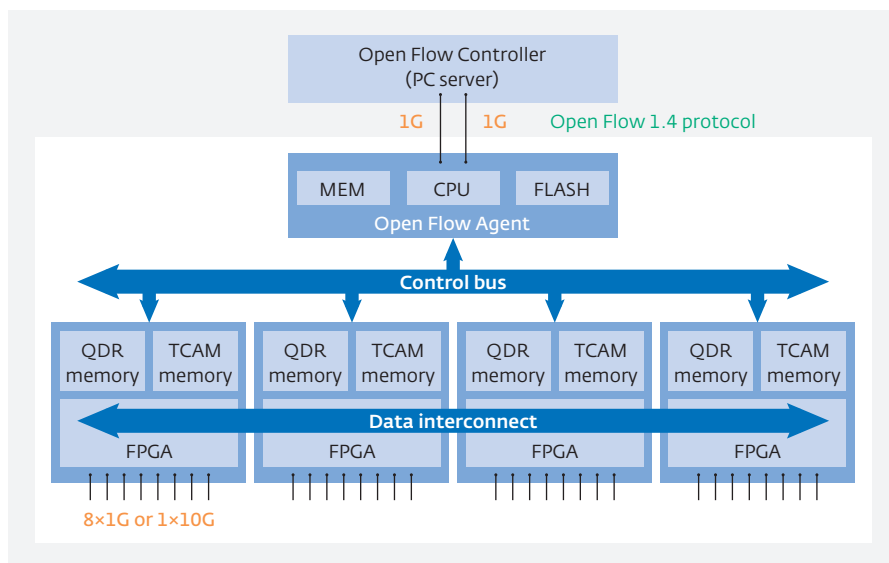 Open Flow Controller
(PC server)
1G 1G Open Flow 1.4 protocol
MEM CPU FLASH
Open Flow Agent
Control bus
QDR memory TCAM memory QDR memory TCAM memory QDR memory TCAM memory QDR memory TCAM memory
Data interconnect
FPGA FPGA FPGA FPGA
8×1G or 1×10G